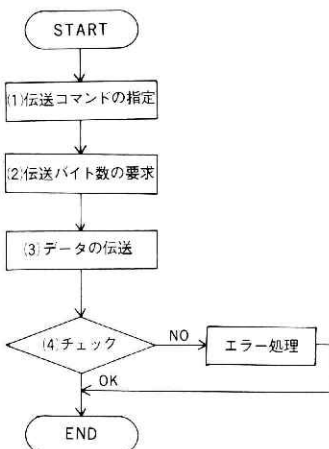 START
(1)伝送コマンドの指定
(2)伝送バイト数の要求
(3)データの伝送
(4)チェック
NO
エラー処理
OK
END